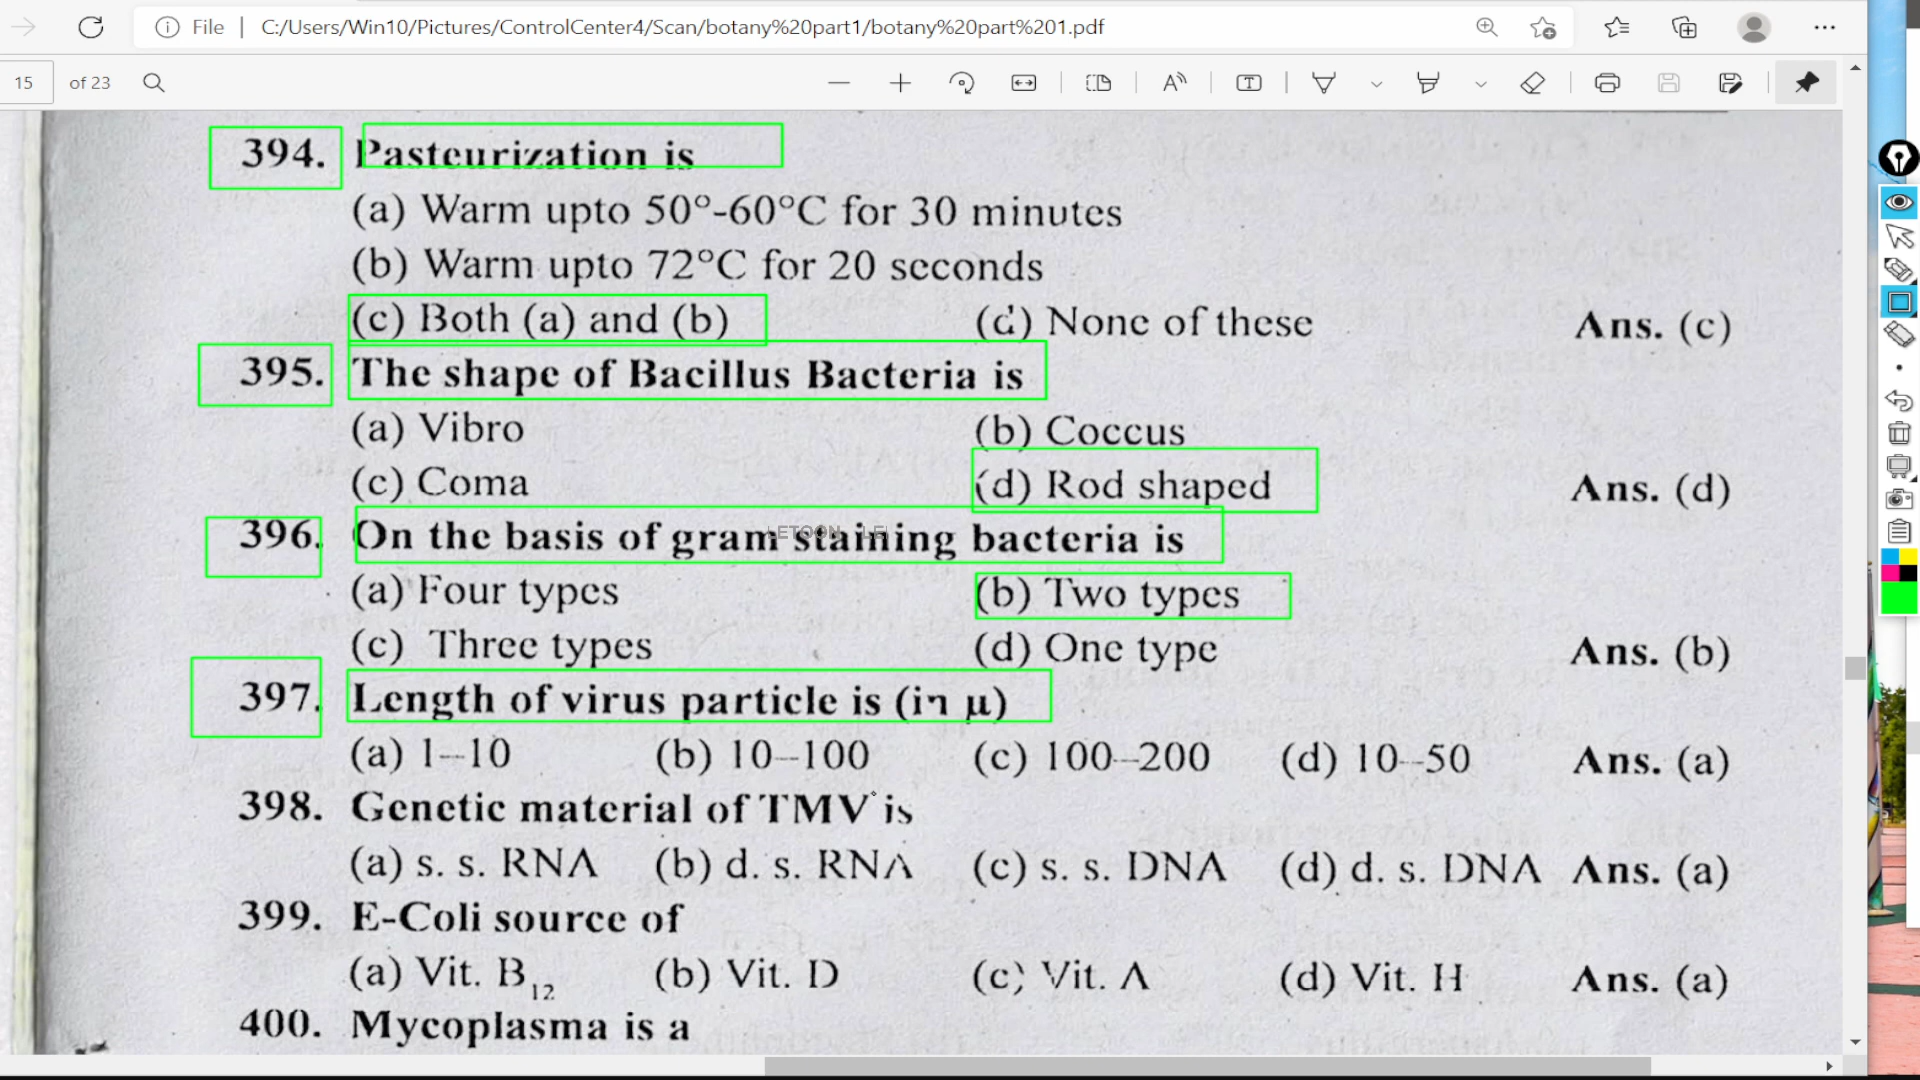 File | C:/Users/Win10/Pictures/ControlCenter4/Scan/botany%20part1/botany%20part%201.pdf
15 of 23
394. Pasteurization is
(a) Warm upto 50°-60°C for 30 minutes
(b) Warm upto 72°C for 20 seconds
(c) Both (a) and (b) (d) None of these Ans. (c)
395. The shape of Bacillus Bacteria is
(a) Vibro (b) Coccus
(c) Coma (d) Rod shaped Ans. (d)
396. On the basis of gram staining bacteria is
(a) Four types (b) Two types
(c) Three types (d) One type Ans. (b)
397. Length of virus particle is (in μ)
(a) 1–10 (b) 10–100 (c) 100–200 (d) 10–50 Ans. (a)
398. Genetic material of TMV is
(a) s. s. RNA (b) d. s. RNA (c) s. s. DNA (d) d. s. DNA Ans. (a)
399. E-Coli source of
(a) Vit. B12 (b) Vit. D (c) Vit. A (d) Vit. H Ans. (a)
400. Mycoplasma is a